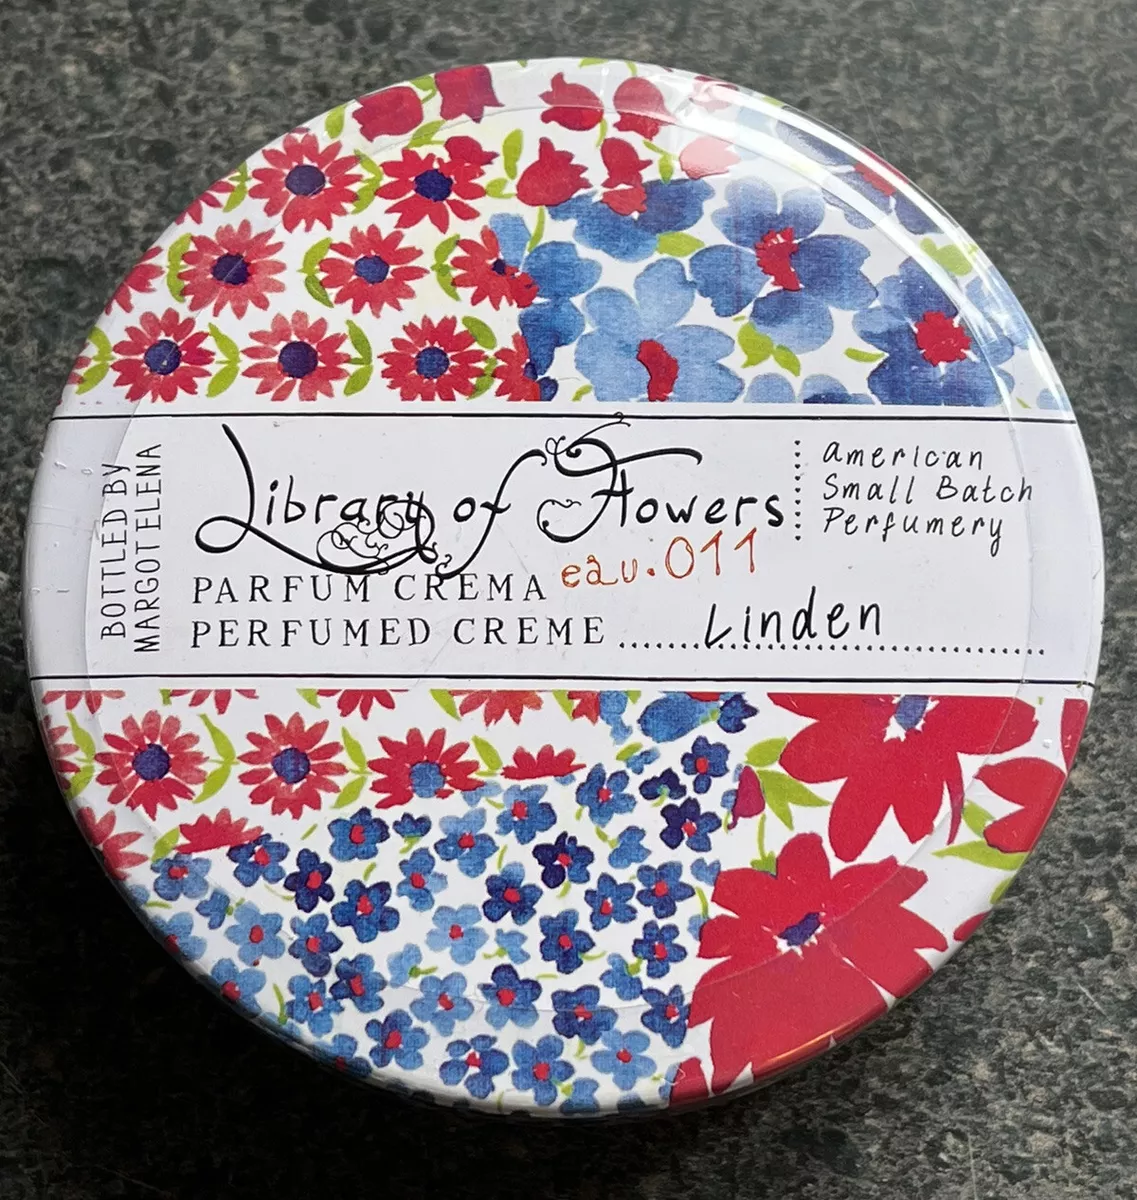 BOTTLED BY
MARGOT ELENA
Library of Flowers
american
Small Batch
Perfumery
eau.011
PARFUM CREMA
PERFUMED CREME ...... Linden